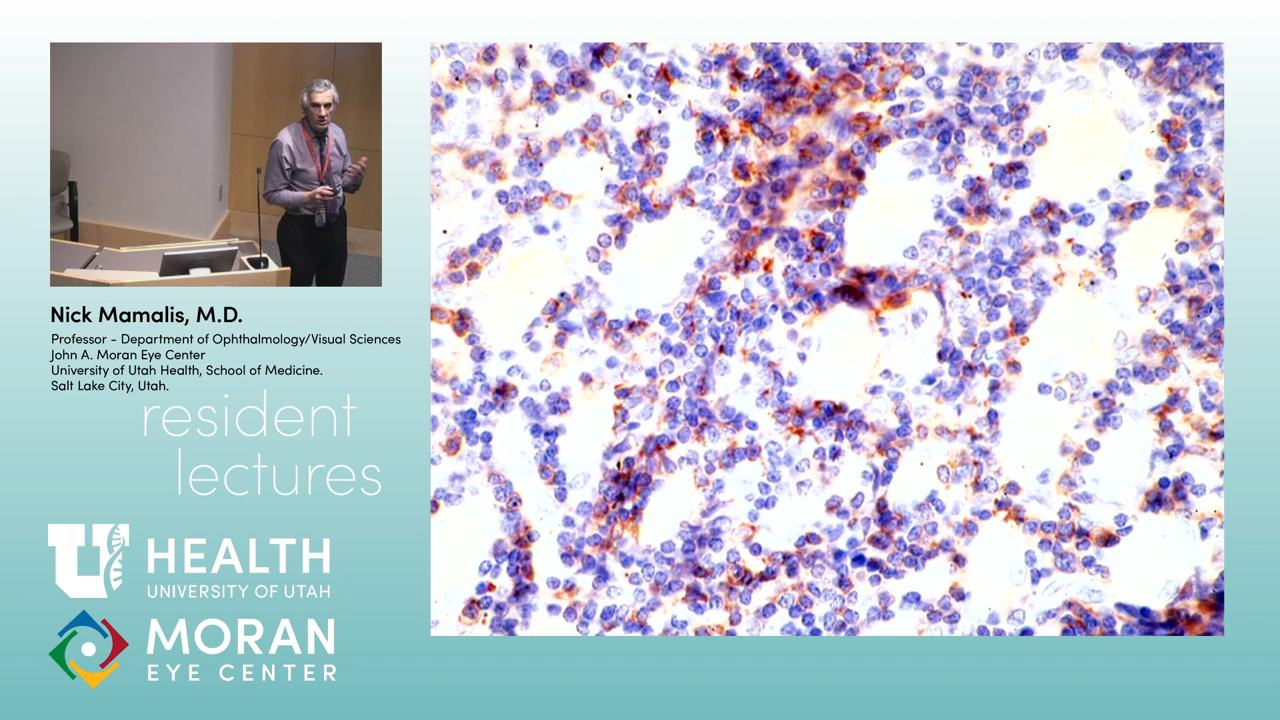 Nick Mamalis, M.D.
Professor - Department of Ophthalmology/Visual Sciences
John A. Moran Eye Center
University of Utah Health, School of Medicine.
Salt Lake City, Utah.
resident
lectures
U HEALTH
UNIVERSITY OF UTAH
MORAN
EYE CENTER